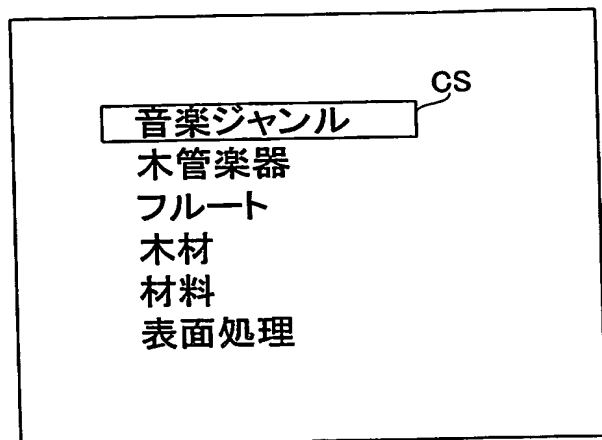 CS
音楽ジャンル
木管楽器
フルート
木材
材料
表面処理